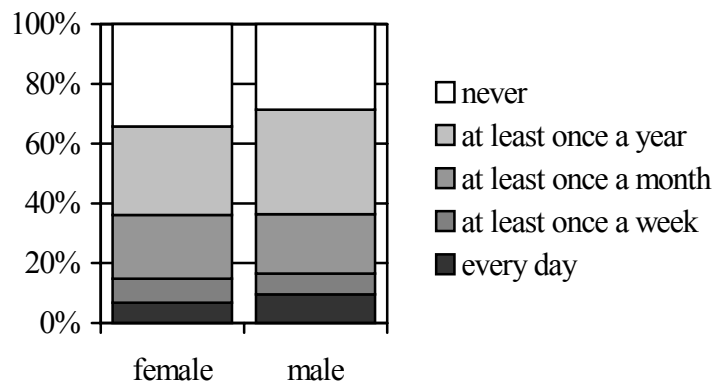 100%
80%
60%
40%
20%
0%
female male
never
at least once a year
at least once a month
at least once a week
every day